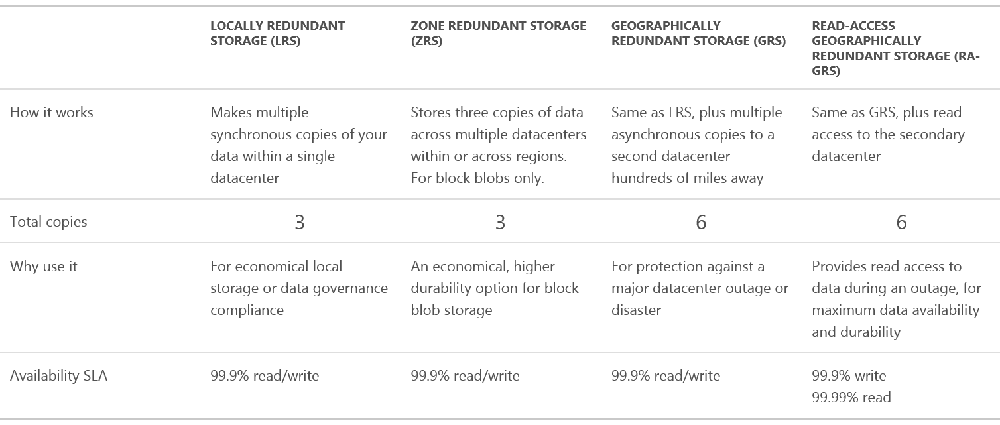 LOCALLY REDUNDANT
STORAGE (LRS)
ZONE REDUNDANT STORAGE
(ZRS)
GEOGRAPHICALLY
REDUNDANT STORAGE (GRS)
READ-ACCESS
GEOGRAPHICALLY
REDUNDANT STORAGE (RA-
GRS)
How it works
Makes multiple
synchronous copies of your
data within a single
datacenter
Stores three copies of data
across multiple datacenters
within or across regions.
For block blobs only.
Same as LRS, plus multiple
asynchronous copies to a
second datacenter
hundreds of miles away
Same as GRS, plus read
access to the secondary
datacenter
Total copies
3
3
6
6
Why use it
For economical local
storage or data governance
compliance
An economical, higher
durability option for block
blob storage
For protection against a
major datacenter outage or
disaster
Provides read access to
data during an outage, for
maximum data availability
and durability
Availability SLA
99.9% read/write
99.9% read/write
99.9% read/write
99.9% write
99.99% read